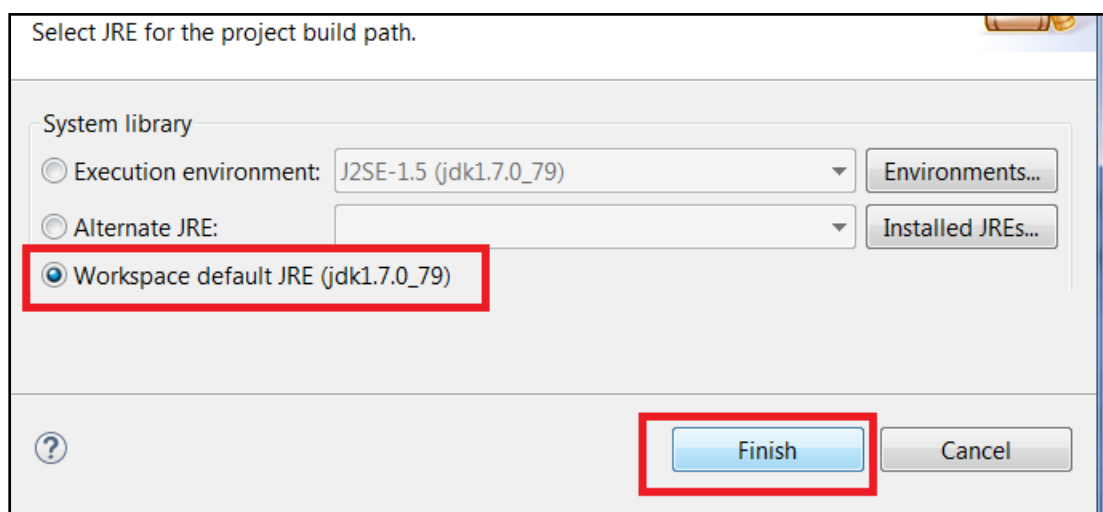 Select JRE for the project build path.
System library
Execution environment: J2SE-1.5 (jdk1.7.0_79) Environments...
Alternate JRE: Installed JREs...
Workspace default JRE (jdk1.7.0_79)
? Finish Cancel